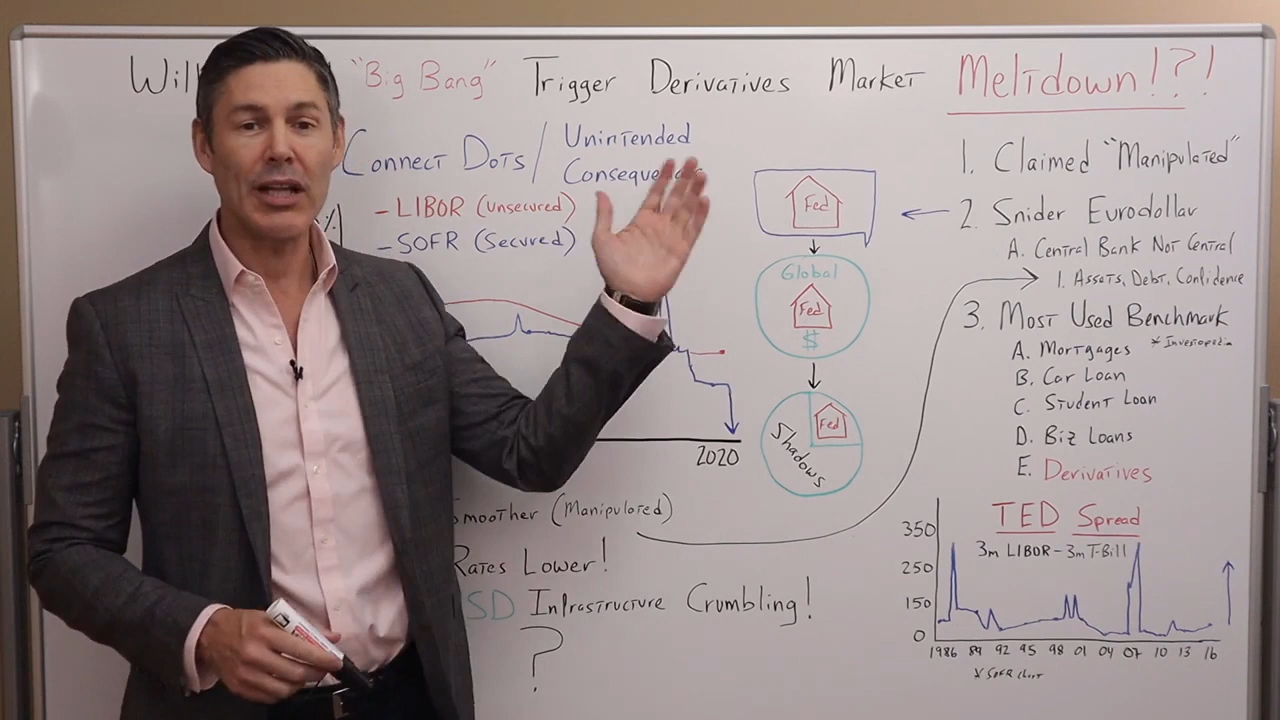 Will "Big Bang" Trigger Derivatives Market Meltdown!?!
Connect Dots / Unintended
- LIBOR (Unsecured)
- SOFR (Secured)
2020
Smoother (Manipulated)
Rates Lower!
Infrastructure Crumbling!
?
Fed
Global
Fed
$
Fed
Shadows
1. Claimed "Manipulated"
2. Snider Eurodollar
A. Central Bank Not Central
1. Assets, Debt, Confidence
3. Most Used Benchmark
A. Mortgages * Investopedia
B. Car Loan
C. Student Loan
D. Biz Loans
E. Derivatives
TED Spread
3m LIBOR - 3m T-Bill
350
250
150
0
1986 89 92 95 98 01 04 07 10 13 16
* SOFR chart